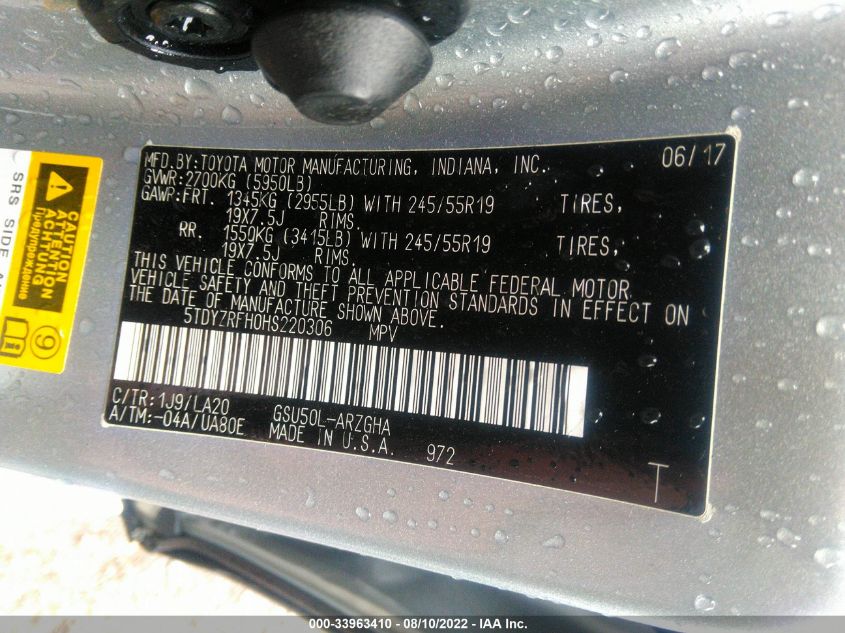 MFD.BY:TOYOTA MOTOR MANUFACTURING, INDIANA, INC. 06/17
GVWR:2700KG (5950LB)
GAWR:FRT. 1345KG (2955LB) WITH 245/55R19 TIRES,
19X7.5J RIMS.
RR. 1550KG (3415LB) WITH 245/55R19 TIRES,
19X7.5J RIMS.
THIS VEHICLE CONFORMS TO ALL APPLICABLE FEDERAL MOTOR
VEHICLE SAFETY AND THEFT PREVENTION STANDARDS IN EFFECT ON
THE DATE OF MANUFACTURE SHOWN ABOVE.
5TDYZRFH0HS220306 MPV
C/TR:1J9/LA20 GSU50L-ARZGHA
A/TM:-04A/UA80E MADE IN U.S.A. 972
T
SRS SIDE
CAUTION
ATTENTION
ACHTUNG
Предупреждение
9
000-33963410 - 08/10/2022 - IAA Inc.